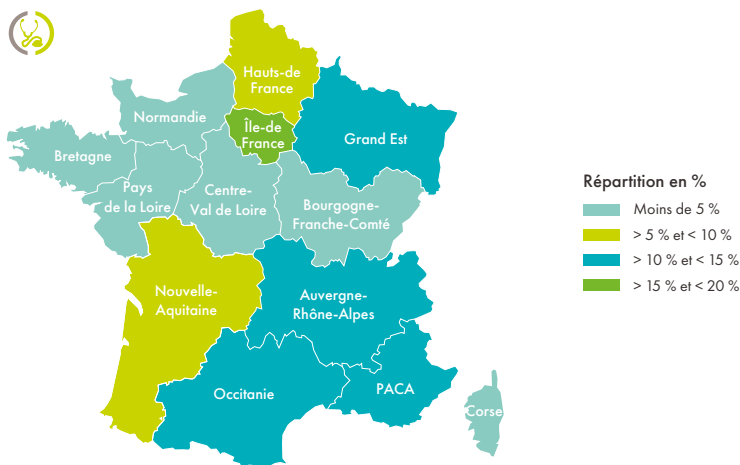 Hauts-de
France
Normandie
Île-de
France
Grand Est
Bretagne
Pays
de la Loire
Centre-
Val de Loire
Bourgogne-
Franche-Comté
Nouvelle-
Aquitaine
Auvergne-
Rhône-Alpes
Occitanie
PACA
Corse
Répartition en %
Moins de 5 %
> 5 % et < 10 %
> 10 % et < 15 %
> 15 % et < 20 %